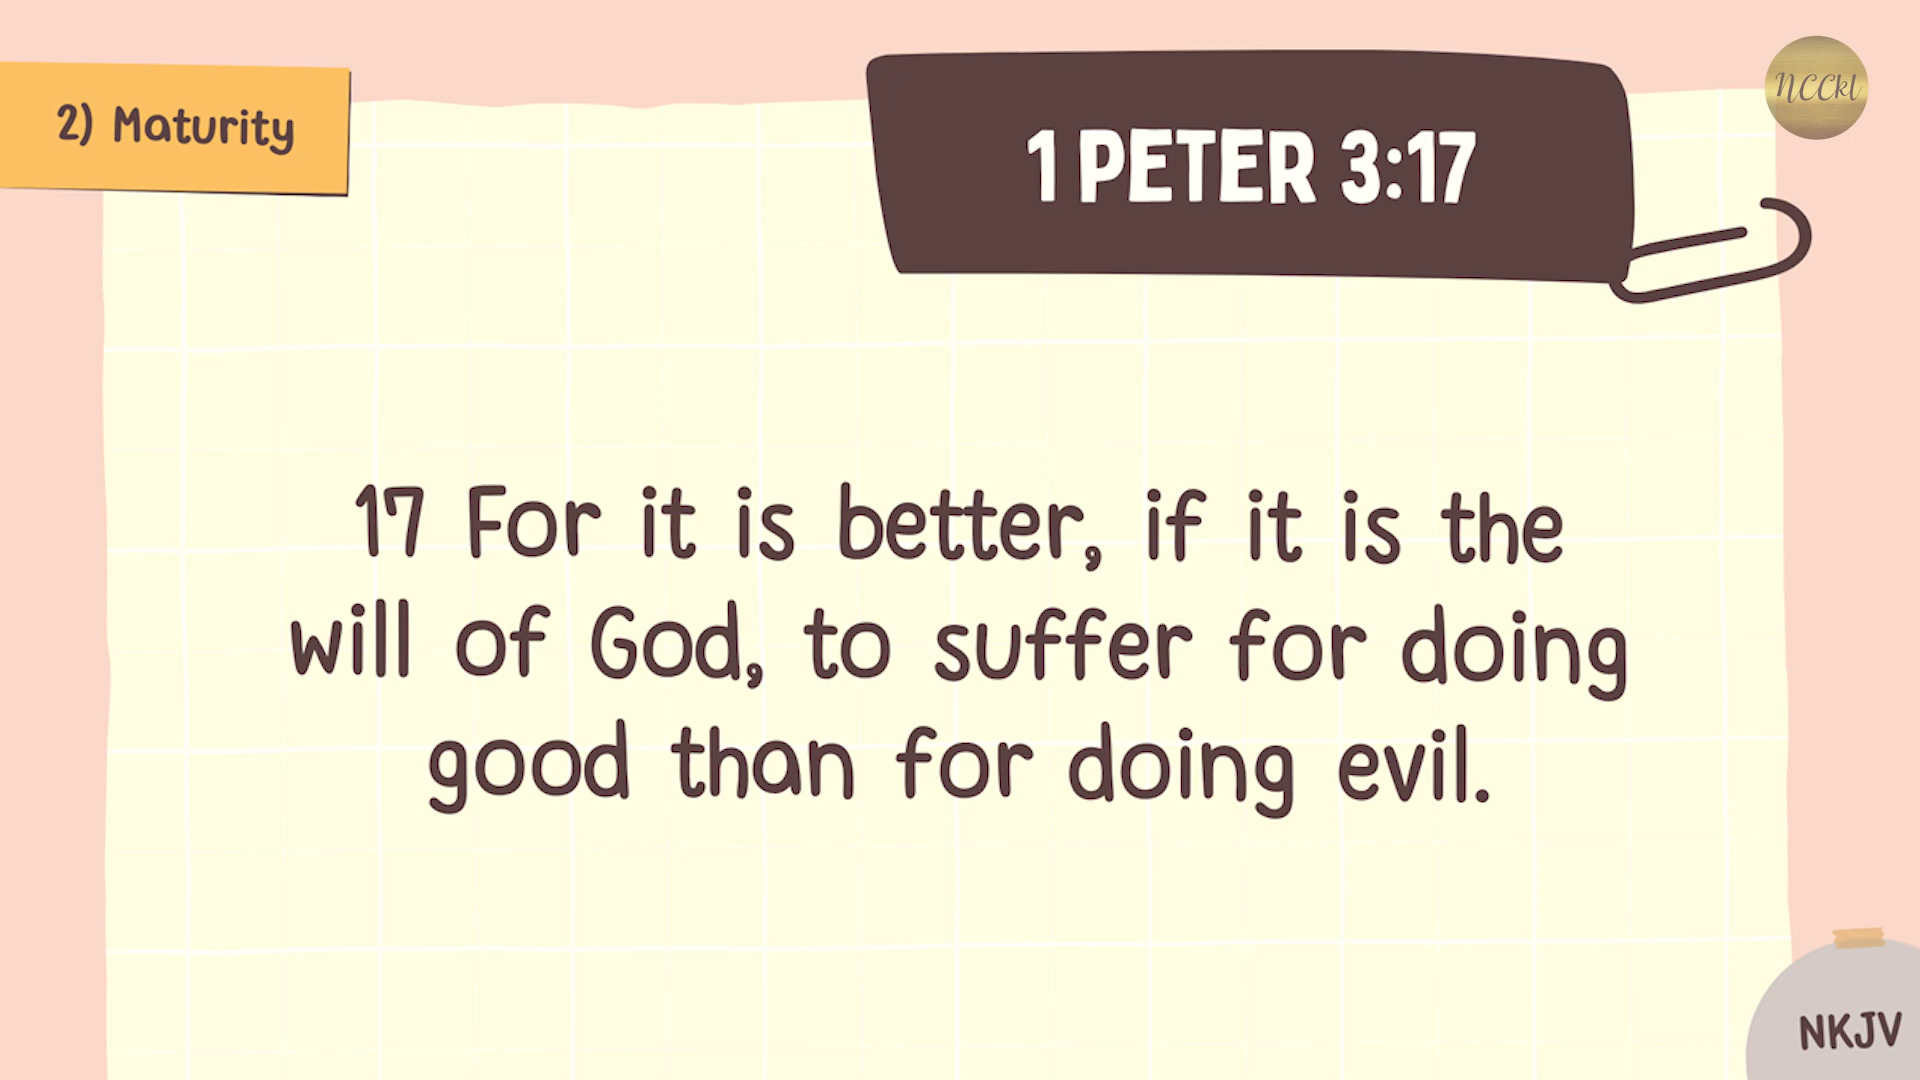 2) Maturity
1 PETER 3:17
NCCkl
17 For it is better, if it is the
will of God, to suffer for doing
good than for doing evil.
NKJV